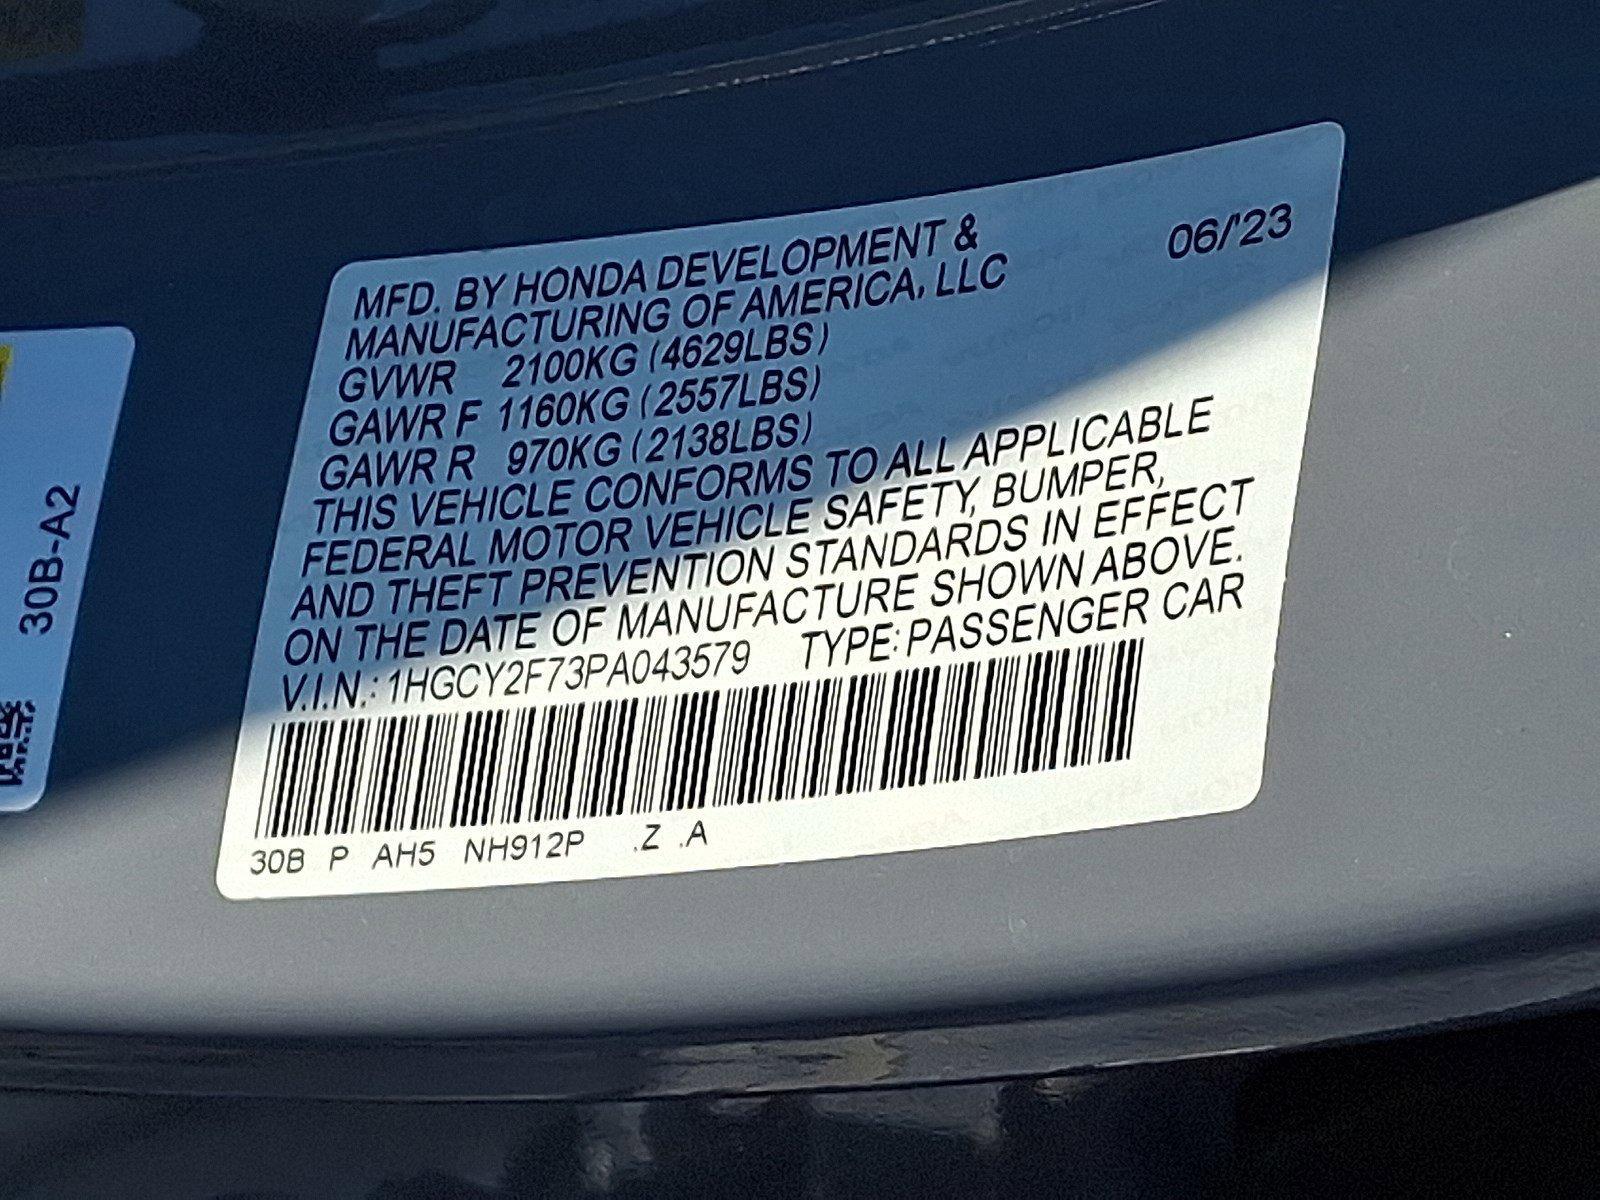 MFD. BY HONDA DEVELOPMENT &
MANUFACTURING OF AMERICA, LLC
06/'23
GVWR 2100KG (4629LBS)
GAWR F 1160KG (2557LBS)
GAWR R 970KG (2138LBS)
THIS VEHICLE CONFORMS TO ALL APPLICABLE
FEDERAL MOTOR VEHICLE SAFETY, BUMPER,
AND THEFT PREVENTION STANDARDS IN EFFECT
ON THE DATE OF MANUFACTURE SHOWN ABOVE.
V.I.N.: 1HGCY2F73PA043579 TYPE: PASSENGER CAR
30B P AH5 NH912P .Z .A
30B-A2